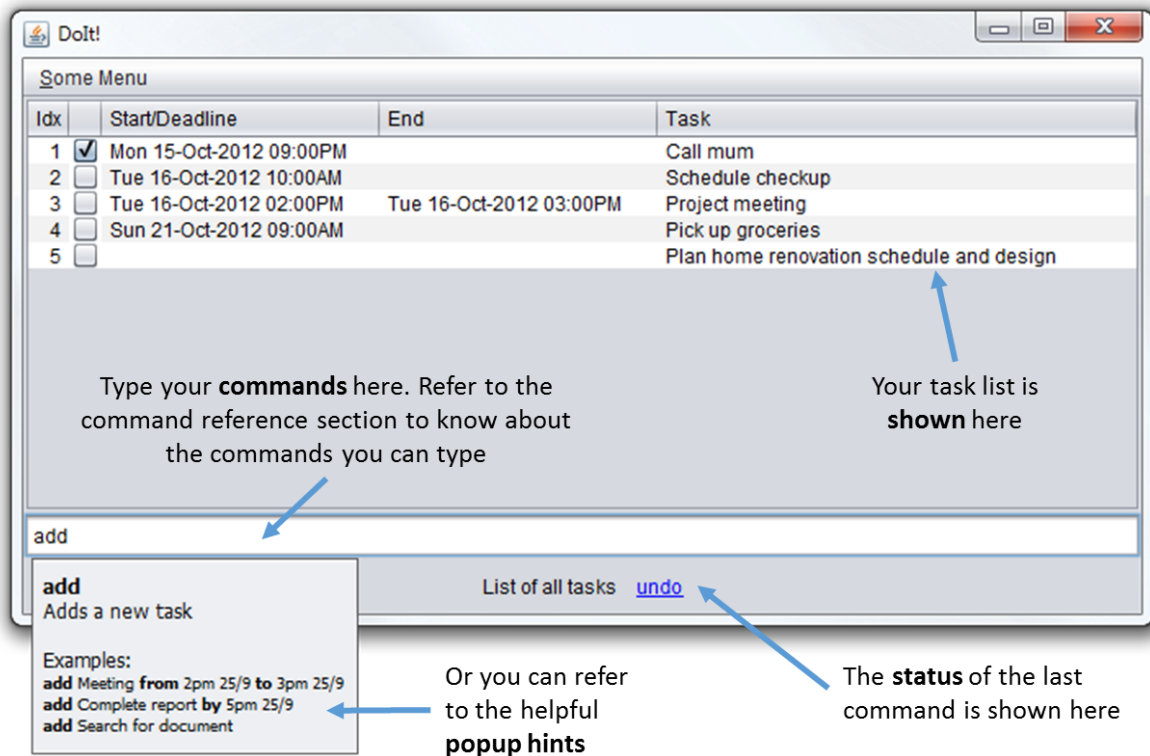 DoIt!
Some Menu
Idx Start/Deadline End Task
1 Mon 15-Oct-2012 09:00PM Call mum
2 Tue 16-Oct-2012 10:00AM Schedule checkup
3 Tue 16-Oct-2012 02:00PM Tue 16-Oct-2012 03:00PM Project meeting
4 Sun 21-Oct-2012 09:00AM Pick up groceries
5 Plan home renovation schedule and design
Type your commands here. Refer to the
command reference section to know about
the commands you can type
Your task list is
shown here
add
List of all tasks undo
add
Adds a new task
Examples:
add Meeting from 2pm 25/9 to 3pm 25/9
add Complete report by 5pm 25/9
add Search for document
Or you can refer
to the helpful
popup hints
The status of the last
command is shown here